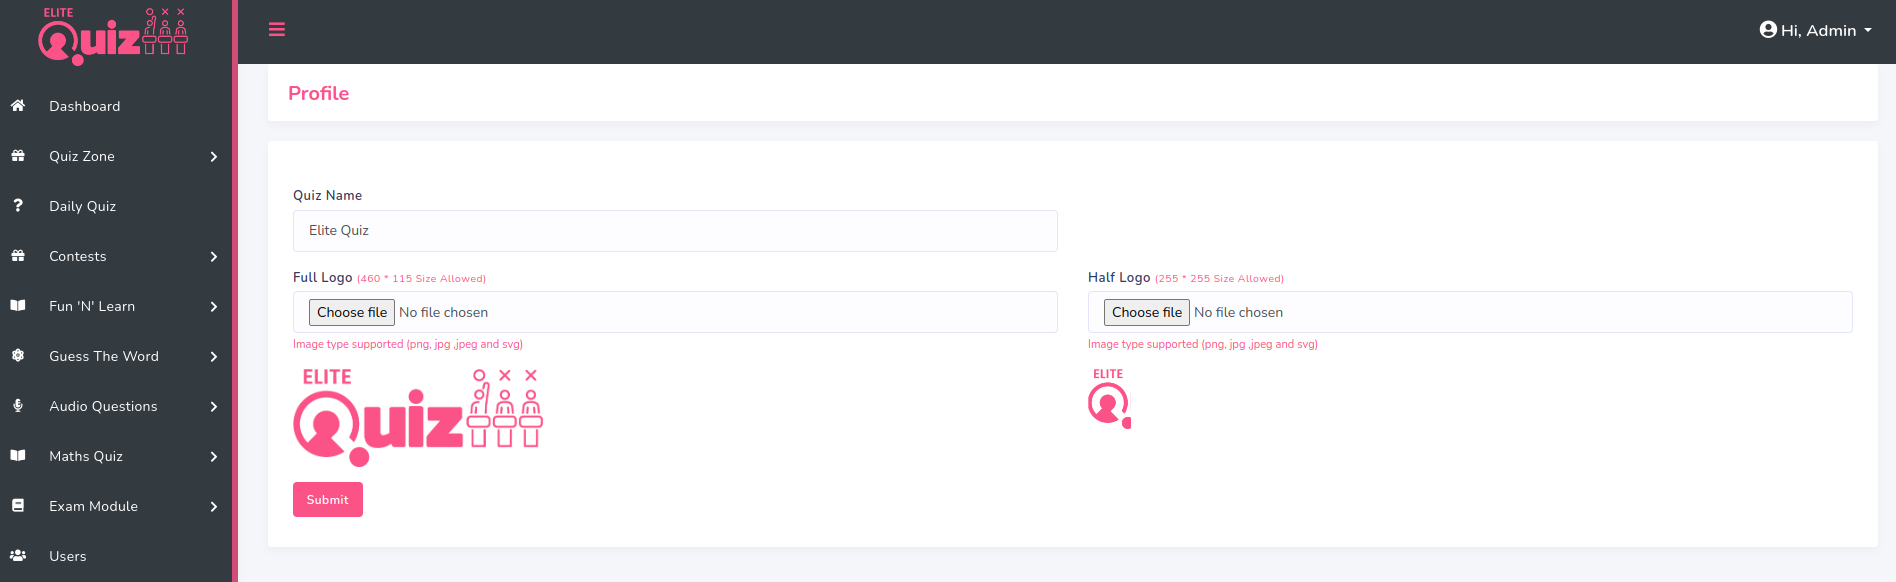 ELITE
Quiz
Hi, Admin
Dashboard
Quiz Zone
Daily Quiz
Contests
Fun 'N' Learn
Guess The Word
Audio Questions
Maths Quiz
Exam Module
Users
Profile
Quiz Name
Elite Quiz
Full Logo (460 * 115 Size Allowed)
Choose file No file chosen
Image type supported (png, jpg ,jpeg and svg)
ELITE
Quiz
Submit
Half Logo (255 * 255 Size Allowed)
Choose file No file chosen
Image type supported (png, jpg ,jpeg and svg)
ELITE
Q